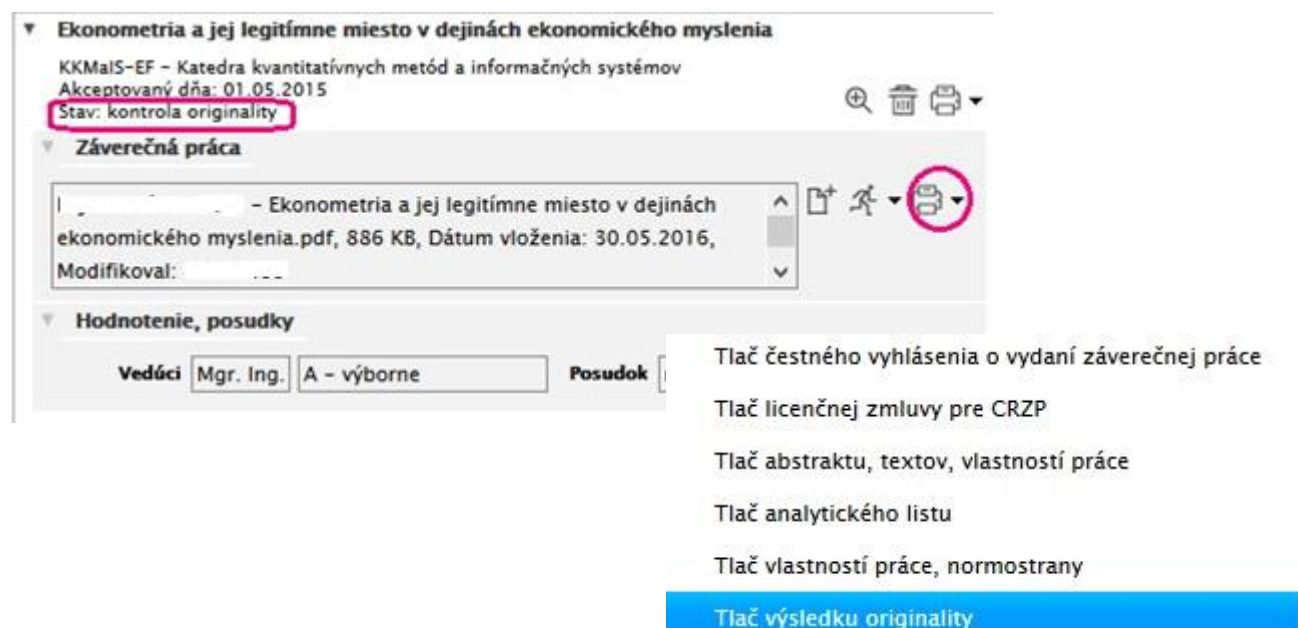 Ekonometria a jej legitímne miesto v dejinách ekonomického myslenia
KKMaIS-EF – Katedra kvantitatívnych metód a informačných systémov
Akceptovaný dňa: 01.05.2015
Stav: kontrola originality
Záverečná práca
– Ekonometria a jej legitímne miesto v dejinách
ekonomického myslenia.pdf, 886 KB, Dátum vloženia: 30.05.2016,
Modifikoval:
Hodnotenie, posudky
Vedúci Mgr. Ing. A – výborne Posudok
Tlač čestného vyhlásenia o vydaní záverečnej práce
Tlač licenčnej zmluvy pre CRZP
Tlač abstraktu, textov, vlastností práce
Tlač analytického listu
Tlač vlastností práce, normostrany
Tlač výsledku originality